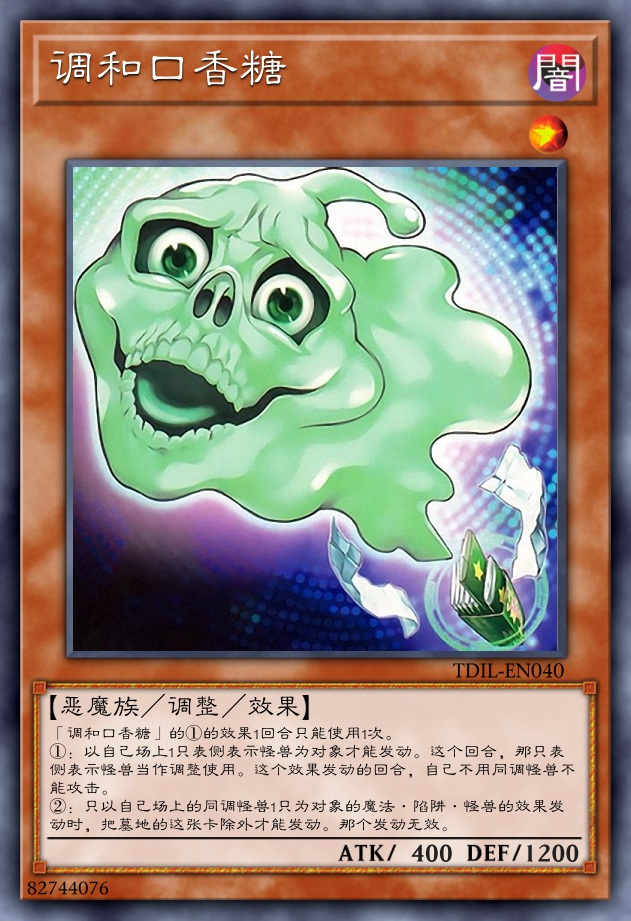 调和口香糖
闇
TDIL-EN040
【恶魔族／调整／效果】
「调和口香糖」的①的效果1回合只能使用1次。
①：以自己场上1只表侧表示怪兽为对象才能发动。这个回合，那只表
侧表示怪兽当作调整使用。这个效果发动的回合，自己不用同调怪兽不
能攻击。
②：只以自己场上的同调怪兽1只为对象的魔法·陷阱·怪兽的效果发
动时，把墓地的这张卡除外才能发动。那个发动无效。
ATK/ 400 DEF/1200
82744076